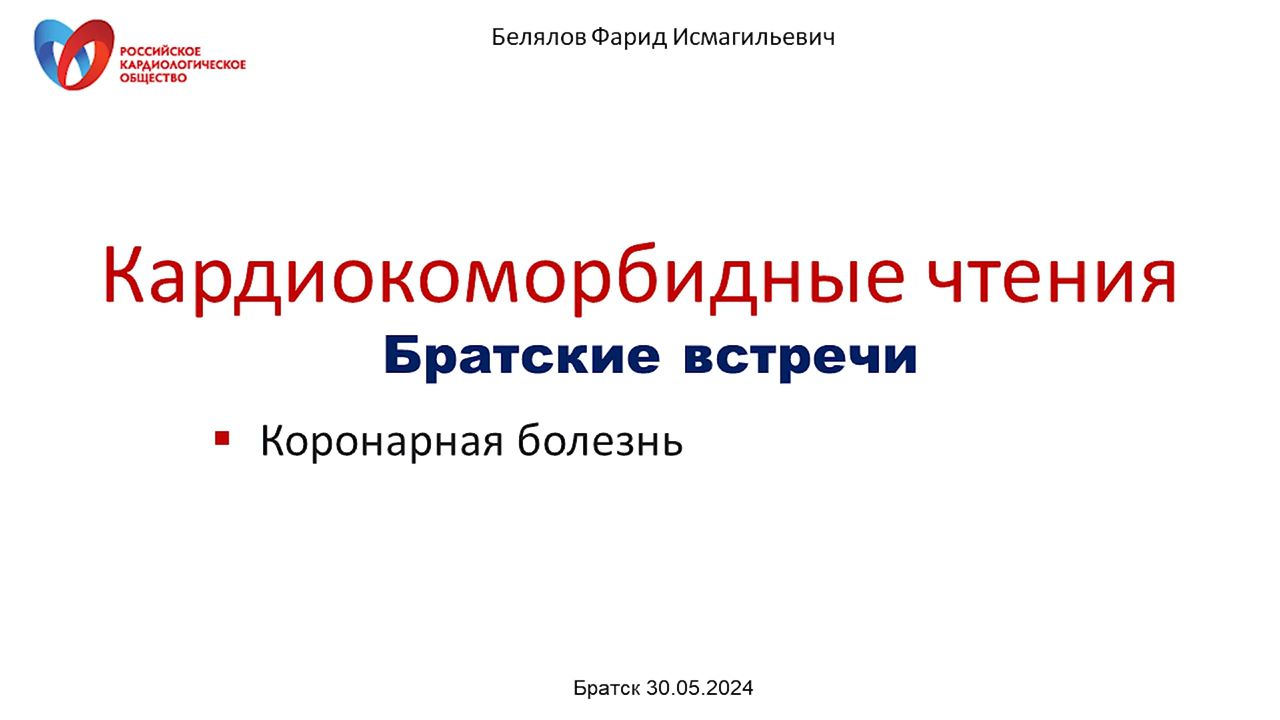 РОССИЙСКОЕ
КАРДИОЛОГИЧЕСКОЕ
ОБЩЕСТВО
Белялов Фарид Исмагильевич
Кардиокоморбидные чтения
Братские встречи
Коронарная болезнь
Братск 30.05.2024